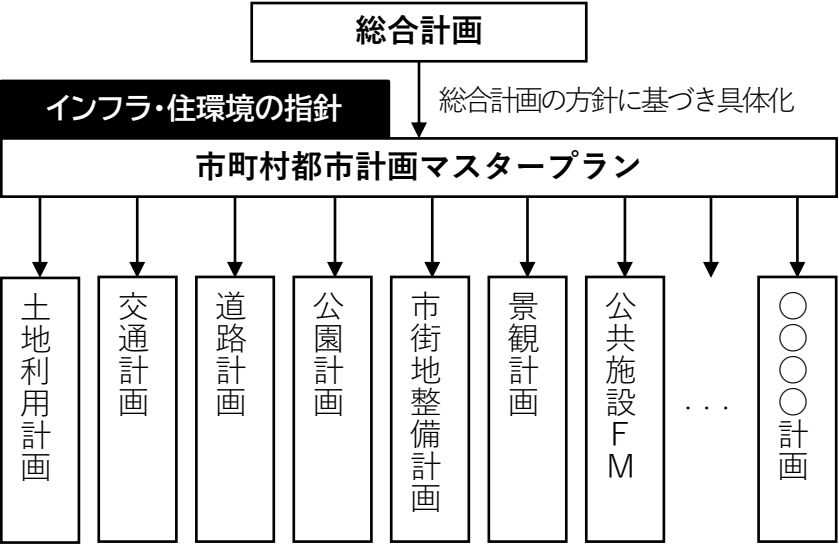 総合計画
インフラ・住環境の指針
総合計画の方針に基づき具体化
市町村都市計画マスタープラン
土地利用計画
交通計画
道路計画
公園計画
市街地整備計画
景観計画
公共施設FM
...
〇〇〇〇計画